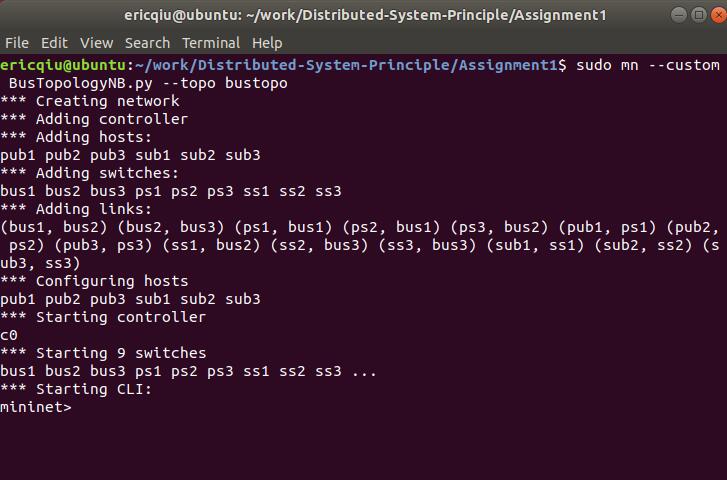 ericqiu@ubuntu: ~/work/Distributed-System-Principle/Assignment1
File Edit View Search Terminal Help
ericqiu@ubuntu:~/work/Distributed-System-Principle/Assignment1$ sudo mn --custom
 BusTopologyNB.py --topo bustopo
*** Creating network
*** Adding controller
*** Adding hosts:
pub1 pub2 pub3 sub1 sub2 sub3
*** Adding switches:
bus1 bus2 bus3 ps1 ps2 ps3 ss1 ss2 ss3
*** Adding links:
(bus1, bus2) (bus2, bus3) (ps1, bus1) (ps2, bus1) (ps3, bus2) (pub1, ps1) (pub2,
 ps2) (pub3, ps3) (ss1, bus2) (ss2, bus3) (ss3, bus3) (sub1, ss1) (sub2, ss2) (s
ub3, ss3)
*** Configuring hosts
pub1 pub2 pub3 sub1 sub2 sub3
*** Starting controller
c0
*** Starting 9 switches
bus1 bus2 bus3 ps1 ps2 ps3 ss1 ss2 ss3 ...
*** Starting CLI:
mininet>